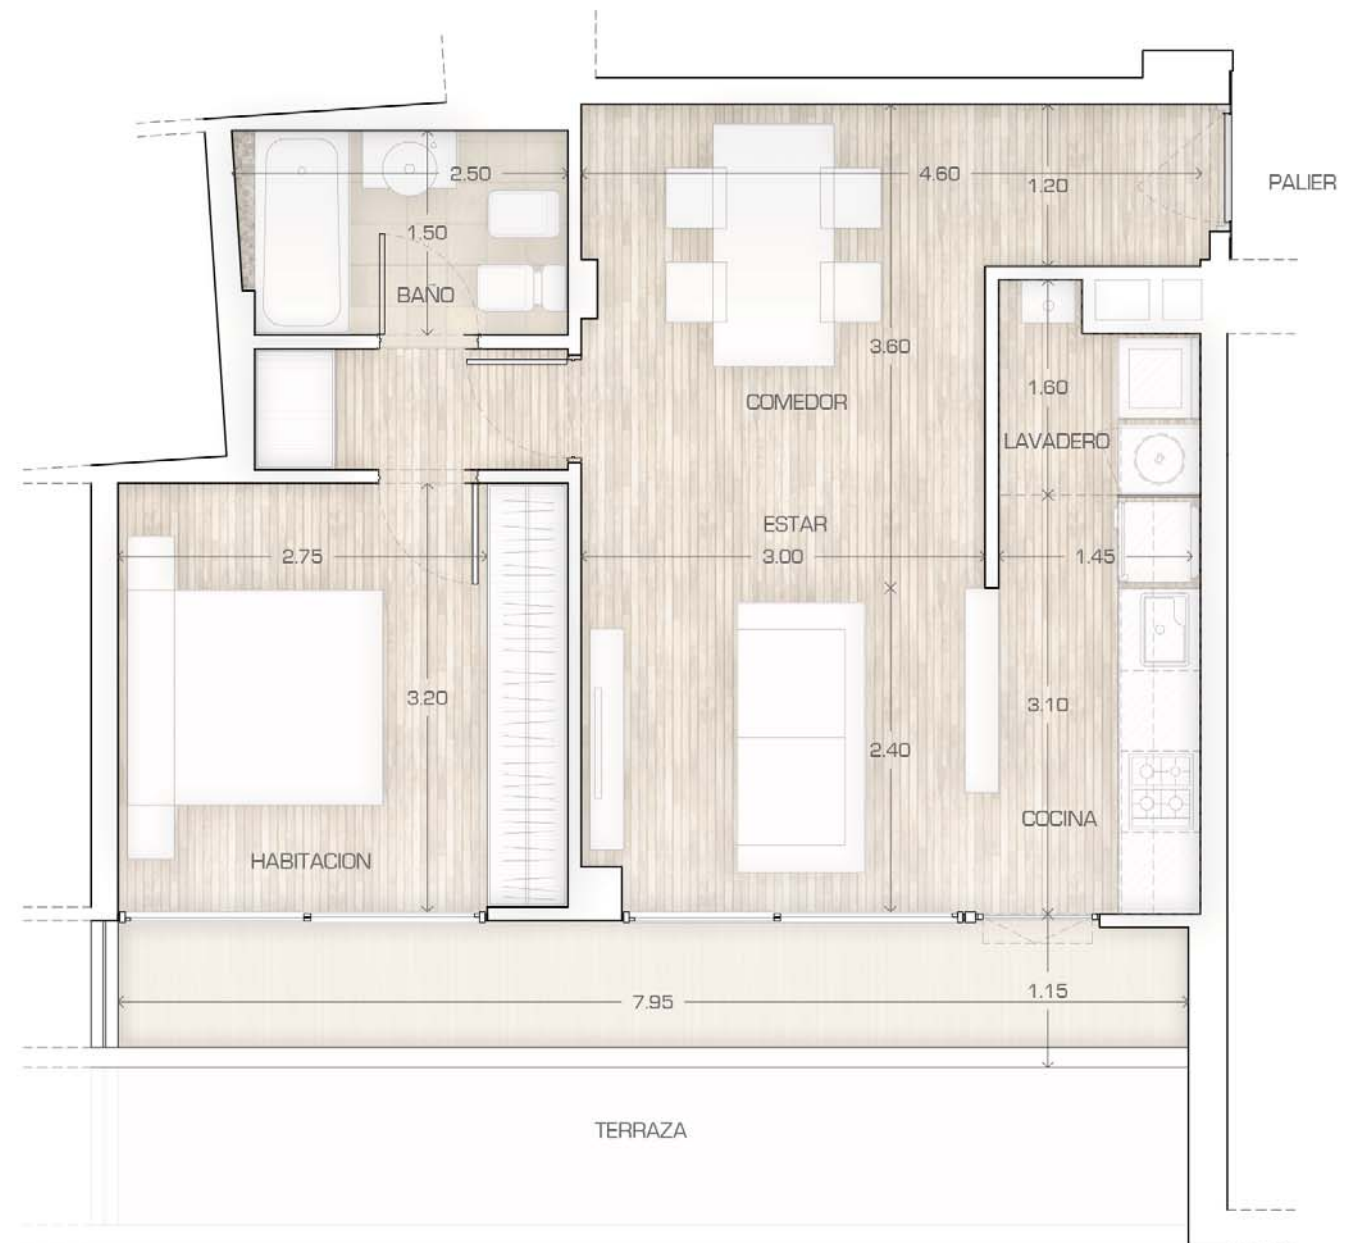 2.50
4.60
1.20
PALIER
1.50
BAÑO
3.60
1.60
COMEDOR
LAVADERO
ESTAR
2.75
3.00
1.45
3.20
3.10
2.40
COCINA
HABITACION
7.95
1.15
TERRAZA